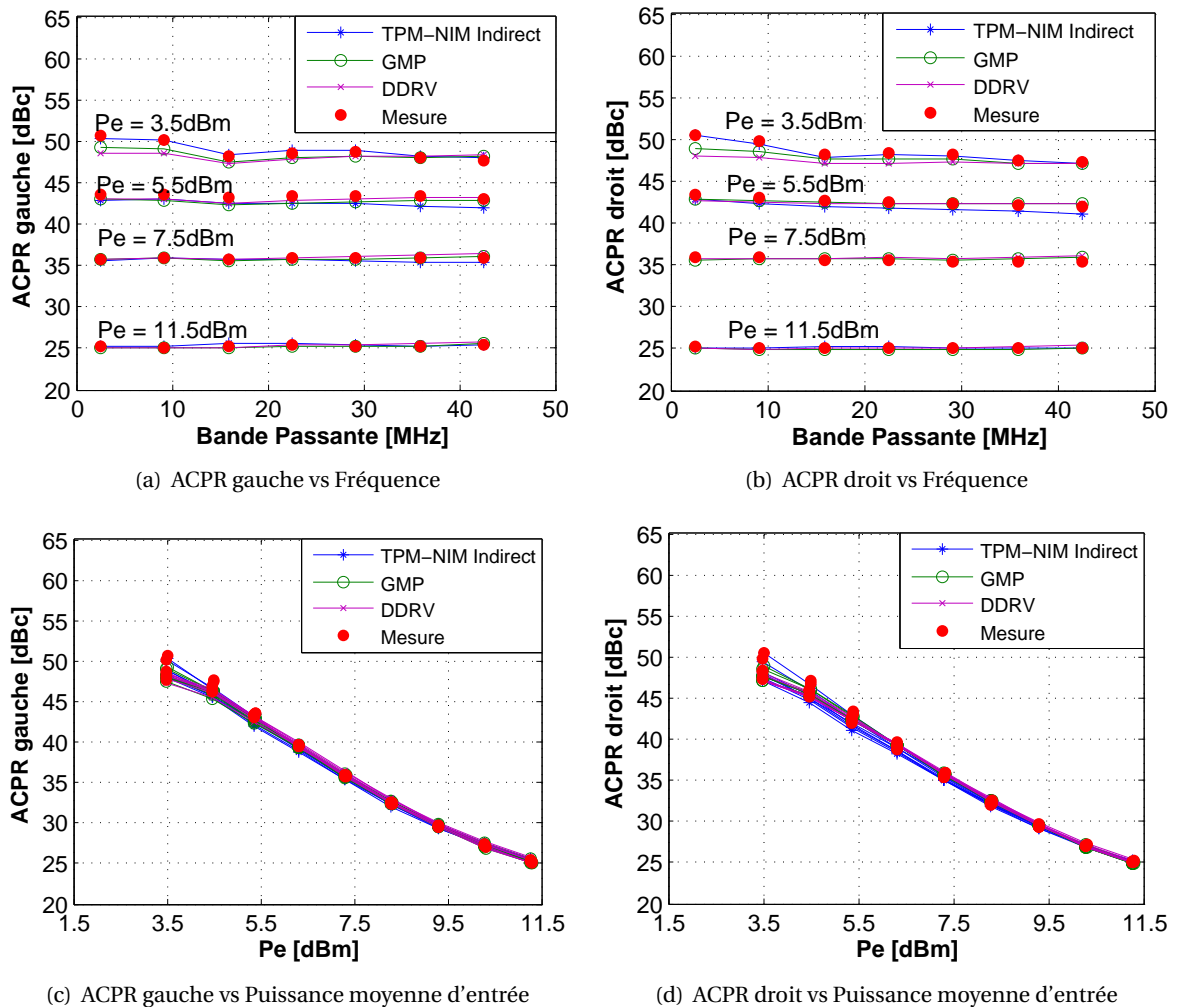 65
60
55
50
45
40
35
30
25
20
ACPR gauche [dBc]
TPM−NIM Indirect
GMP
DDRV
Mesure
Pe = 3.5dBm
Pe = 5.5dBm
Pe = 7.5dBm
Pe = 11.5dBm
0 10 20 30 40 50
Bande Passante [MHz]
(a) ACPR gauche vs Fréquence
65
60
55
50
45
40
35
30
25
20
ACPR droit [dBc]
TPM−NIM Indirect
GMP
DDRV
Mesure
Pe = 3.5dBm
Pe = 5.5dBm
Pe = 7.5dBm
Pe = 11.5dBm
0 10 20 30 40 50
Bande Passante [MHz]
(b) ACPR droit vs Fréquence
65
60
55
50
45
40
35
30
25
20
ACPR gauche [dBc]
TPM−NIM Indirect
GMP
DDRV
Mesure
1.5 3.5 5.5 7.5 9.5 11.5
Pe [dBm]
(c) ACPR gauche vs Puissance moyenne d'entrée
65
60
55
50
45
40
35
30
25
20
ACPR droit [dBc]
TPM−NIM Indirect
GMP
DDRV
Mesure
1.5 3.5 5.5 7.5 9.5 11.5
Pe [dBm]
(d) ACPR droit vs Puissance moyenne d'entrée